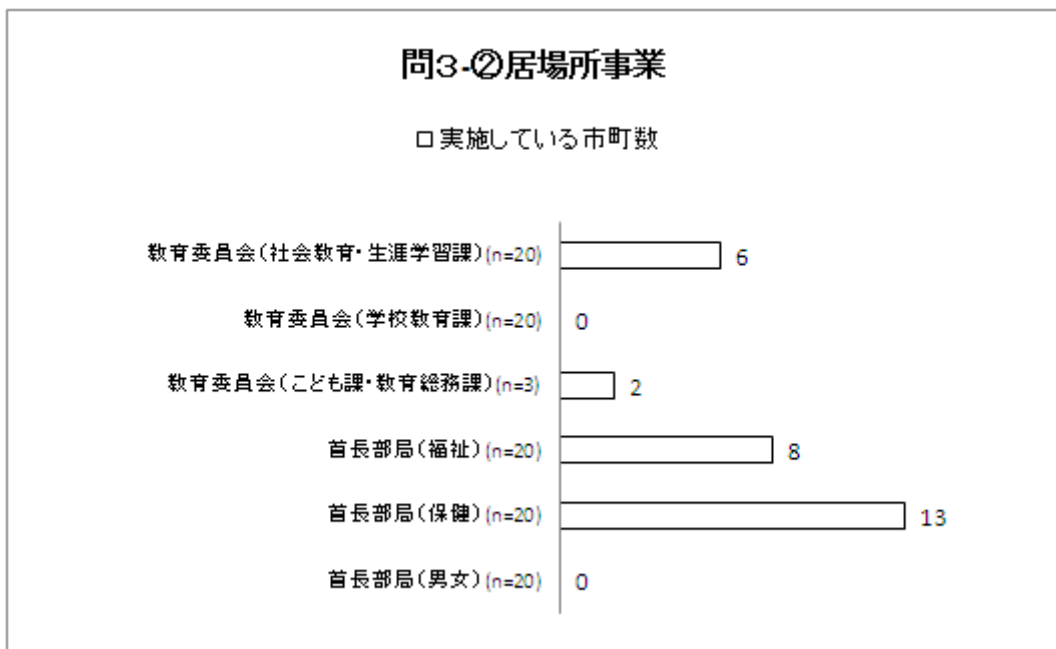 問3-②居場所事業
実施している市町数
教育委員会(社会教育・生涯学習課)(n=20) 6
教育委員会(学校教育課)(n=20) 0
教育委員会(こども課・教育総務課)(n=3) 2
首長部局(福祉)(n=20) 8
首長部局(保健)(n=20) 13
首長部局(男女)(n=20) 0